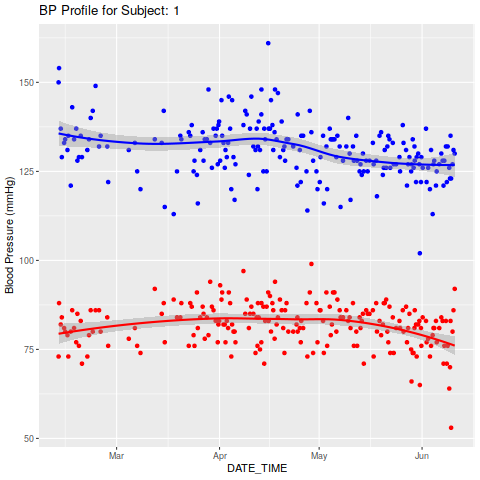 BP Profile for Subject: 1
Blood Pressure (mmHg)
150
125
100
75
50
Mar
Apr
May
Jun
DATE_TIME